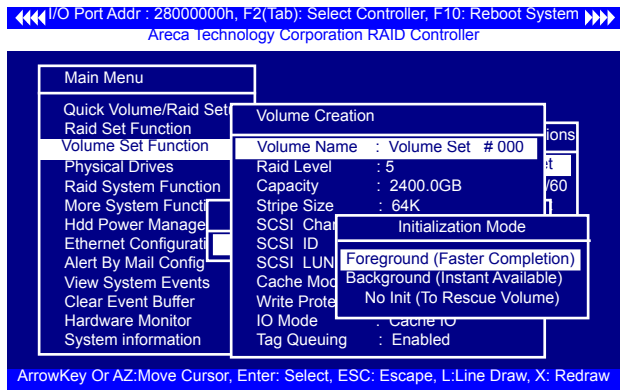 I/O Port Addr : 28000000h, F2(Tab): Select Controller, F10: Reboot System
Areca Technology Corporation RAID Controller
Main Menu
Quick Volume/Raid Set
Raid Set Function
Volume Set Function
Physical Drives
Raid System Function
More System Functi
Hdd Power Manage
Ethernet Configurati
Alert By Mail Config
View System Events
Clear Event Buffer
Hardware Monitor
System information
Volume Creation
Volume Name : Volume Set # 000
Raid Level : 5
Capacity : 2400.0GB
Stripe Size : 64K
SCSI Chan
SCSI ID
SCSI LUN
Cache Mod
Write Prote
IO Mode : Cache IO
Tag Queuing : Enabled
ions
et
/60
Initialization Mode
Foreground (Faster Completion)
Background (Instant Available)
No Init (To Rescue Volume)
ArrowKey Or AZ:Move Cursor, Enter: Select, ESC: Escape, L:Line Draw, X: Redraw